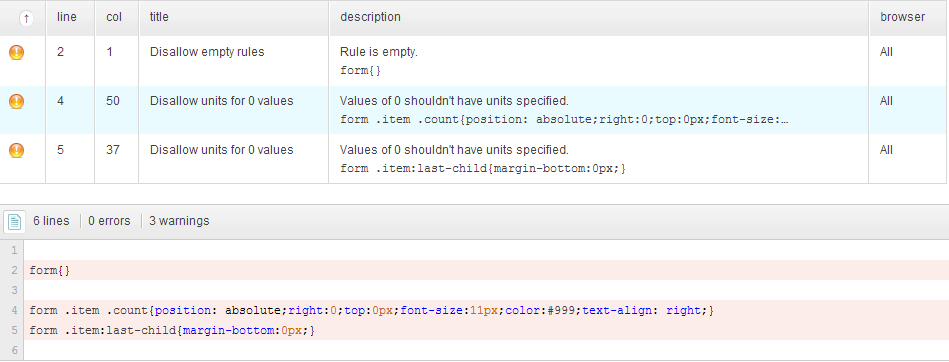 ↑ line col title description browser
2 1 Disallow empty rules Rule is empty. All
form{}
4 50 Disallow units for 0 values Values of 0 shouldn't have units specified. All
form .item .count{position: absolute;right:0;top:0px;font-size:…
5 37 Disallow units for 0 values Values of 0 shouldn't have units specified. All
form .item:last-child{margin-bottom:0px;}
6 lines 0 errors 3 warnings
1
2 form{}
3
4 form .item .count{position: absolute;right:0;top:0px;font-size:11px;color:#999;text-align: right;}
5 form .item:last-child{margin-bottom:0px;}
6